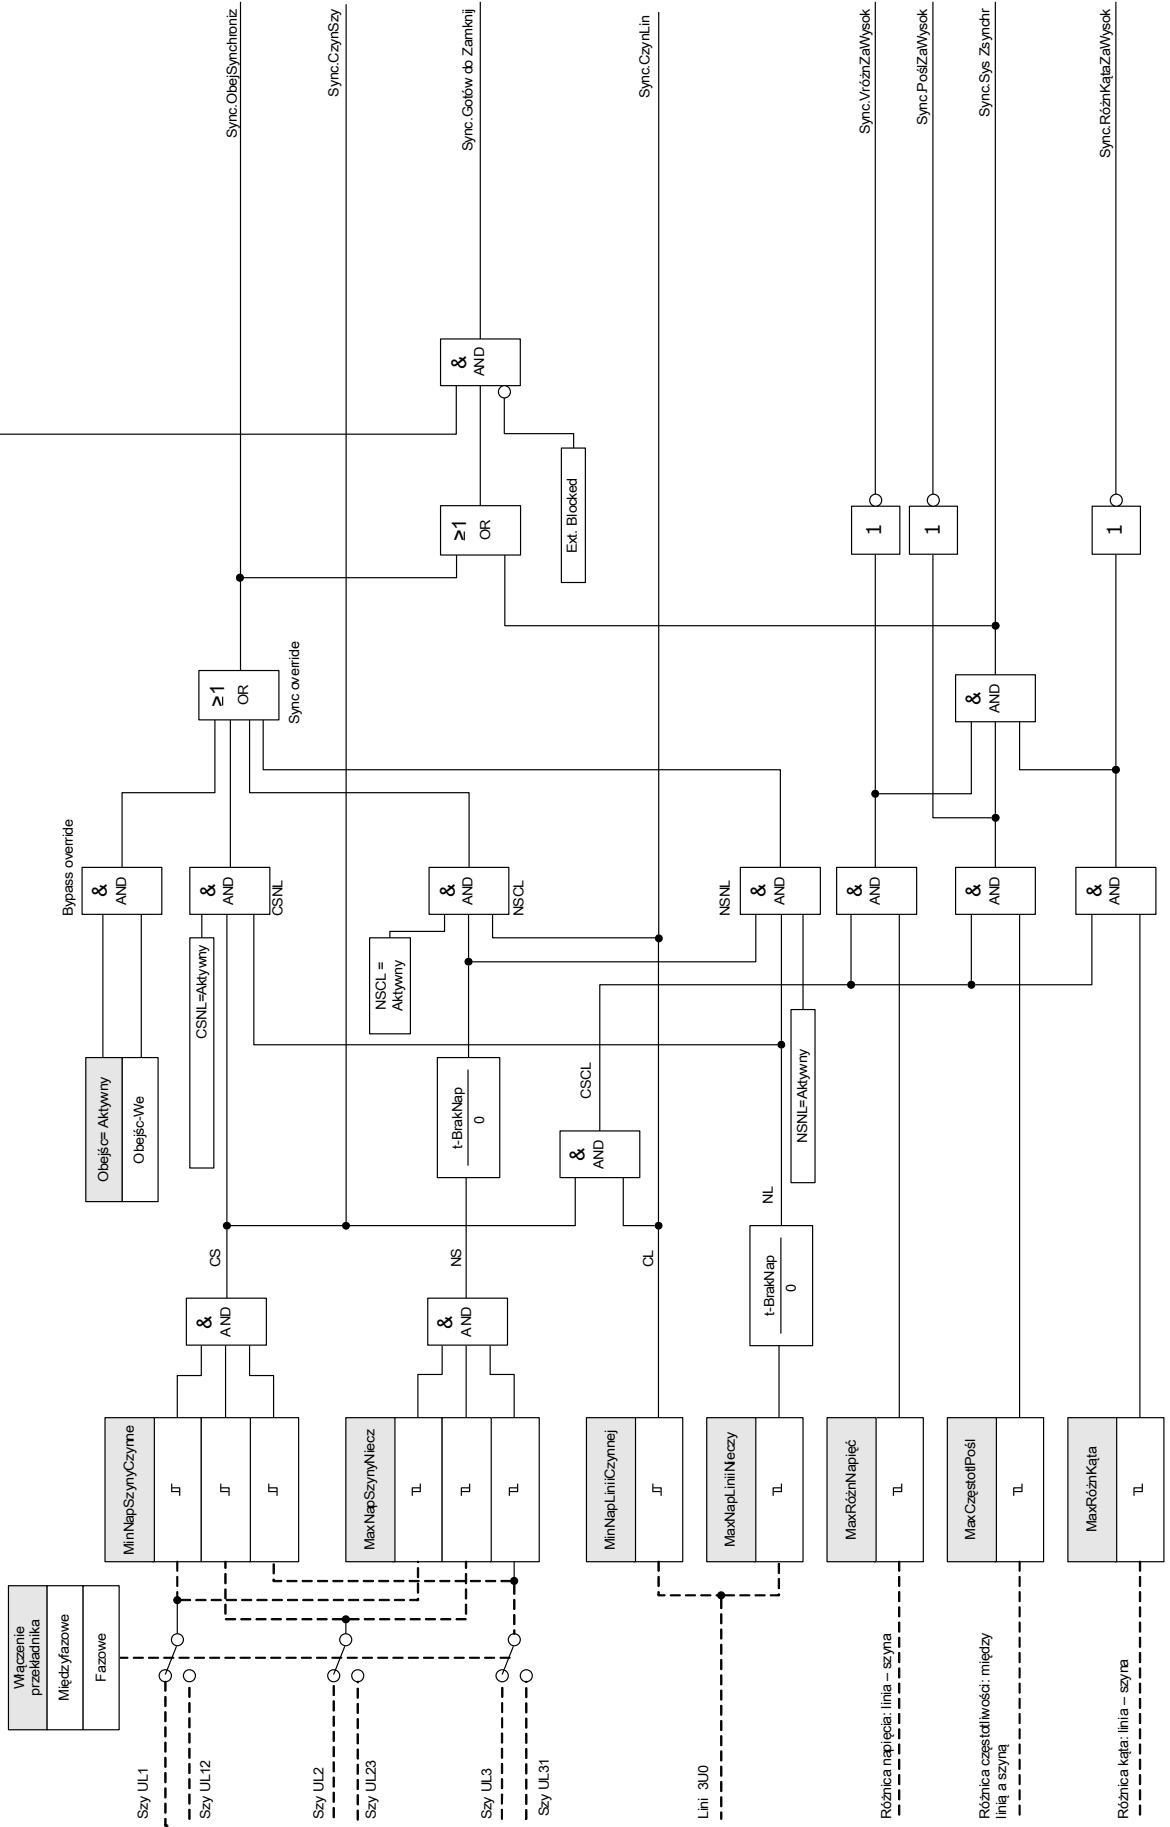 Włączenie
przekładnika
Międzyfazowe
Fazowe
Szy UL1
Szy UL12
Szy UL2
Szy UL23
Szy UL3
Szy UL31
Lini 3U0
Różnica napięcia: linia – szyna
Różnica częstotliwości: między
linią a szyną
Różnica kąta: linia – szyna
MinNapSzynyCzynne
MaxNapSzynyNiecz
MinNapLiniiCzynnej
MaxNapLiniiNieczy
MaxRóżnNapięć
MaxCzęstotlPośl
MaxRóżnKąta
&
AND
CS
&
AND
NS
CL
t-BrakNap
0
NL
Obejśc= Aktywny
Obejśc-We
CSNL=Aktywny
t-BrakNap
0
&
AND
CSCL
NSNL=Aktywny
NSCL =
Aktywny
Bypass override
&
AND
&
AND
CSNL
&
AND
NSCL
NSNL
&
AND
&
AND
&
AND
&
AND
≥1
OR
Sync override
&
AND
≥1
OR
Ext. Blocked
1
1
1
&
AND
Sync.ObejSynchroniz
Sync.CzynSzy
Sync.Gotów do Zamknij
Sync.CzynLin
Sync.VróżnZaWysok
Sync.PoślZaWysok
Sync.Sys Zsynchr
Sync.RóżnKątaZaWysok